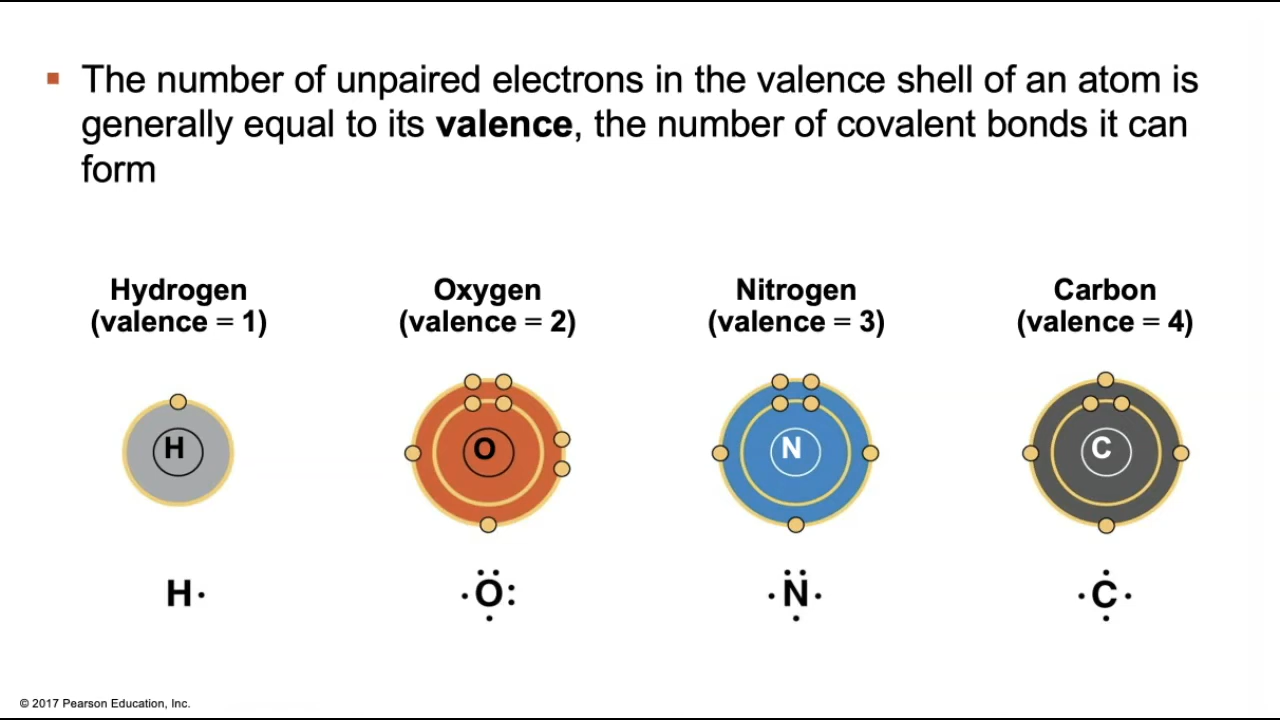 ▪ The number of unpaired electrons in the valence shell of an atom is
generally equal to its valence, the number of covalent bonds it can
form
Hydrogen
(valence = 1)
Oxygen
(valence = 2)
Nitrogen
(valence = 3)
Carbon
(valence = 4)
H
O
N
C
H·
·Ö:
·N̈·
·Ċ·
© 2017 Pearson Education, Inc.